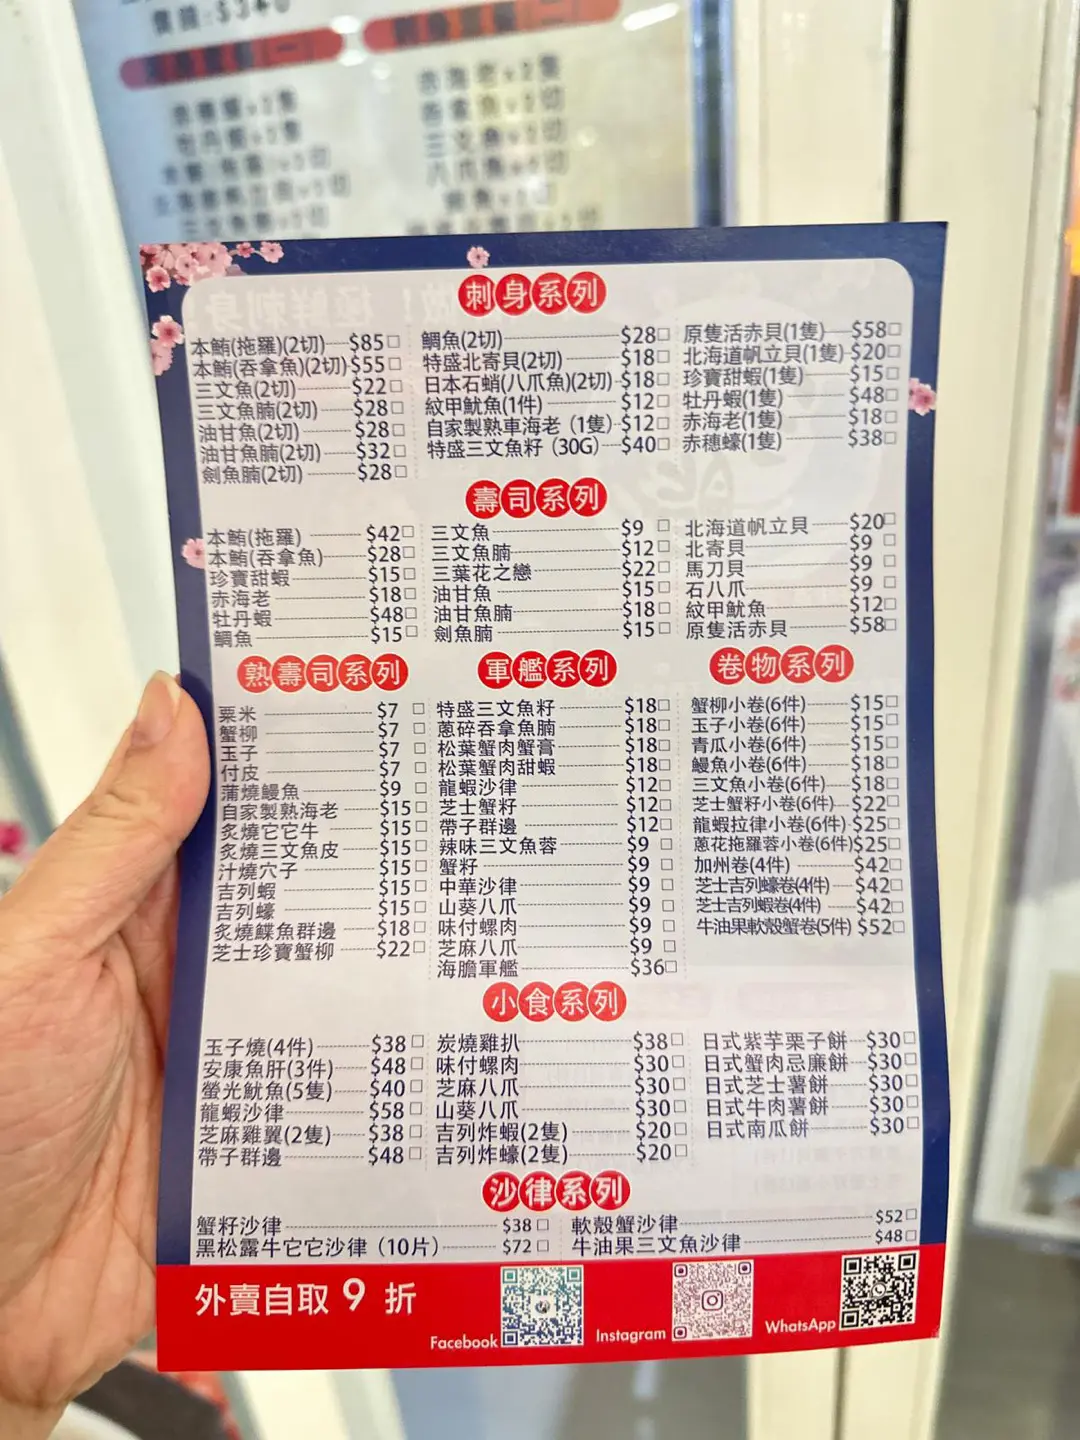 刺身系列
本鮪(拖羅)(2切) $85
本鮪(吞拿魚)(2切) $55
三文魚(2切) $22
三文魚腩(2切) $28
油甘魚(2切) $28
油甘魚腩(2切) $32
劍魚腩(2切) $28
鯛魚(2切) $28
特盛北寄貝(2切) $18
日本石蛸(八爪魚)(2切) $18
紋甲魷魚(1件) $12
自家製熟車海老 (1隻) $12
特盛三文魚籽 (30G) $40
原隻活赤貝(1隻) $58
北海道帆立貝(1隻) $20
珍寶甜蝦(1隻) $15
牡丹蝦(1隻) $48
赤海老(1隻) $18
赤穗蠔(1隻) $38
壽司系列
本鮪(拖羅) $42
本鮪(吞拿魚) $28
珍寶甜蝦 $15
赤海老 $18
牡丹蝦 $48
鯛魚 $15
三文魚 $9
三文魚腩 $12
三葉花之戀 $22
油甘魚 $15
油甘魚腩 $18
劍魚腩 $15
北海道帆立貝 $20
北寄貝 $9
馬刀貝 $9
石八爪 $9
紋甲魷魚 $12
原隻活赤貝 $58
熟壽司系列
粟米 $7
蟹柳 $7
玉子 $7
付皮 $7
蒲燒鰻魚 $9
自家製熟海老 $15
炙燒它它牛 $15
炙燒三文魚皮 $15
汁燒穴子 $15
吉列蝦 $15
吉列蠔 $15
炙燒鰈魚群邊 $18
芝士珍寶蟹柳 $22
軍艦系列
特盛三文魚籽 $18
蔥碎吞拿魚腩 $18
松葉蟹肉蟹膏 $18
松葉蟹肉甜蝦 $18
龍蝦沙律 $12
芝士蟹籽 $12
帶子群邊 $12
辣味三文魚蓉 $9
蟹籽 $9
中華沙律 $9
山葵八爪 $9
味付螺肉 $9
芝麻八爪 $9
海膽軍艦 $36
卷物系列
蟹柳小卷(6件) $15
玉子小卷(6件) $15
青瓜小卷(6件) $15
鰻魚小卷(6件) $18
三文魚小卷(6件) $18
芝士蟹籽小卷(6件) $22
龍蝦拉律小卷(6件) $25
蔥花拖羅蓉小卷(6件) $25
加州卷(4件) $42
芝士吉列蠔卷(4件) $42
芝士吉列蝦卷(4件) $42
牛油果軟殼蟹卷(5件) $52
小食系列
玉子燒(4件) $38
安康魚肝(3件) $48
螢光魷魚(5隻) $40
龍蝦沙律 $58
芝麻雞翼(2隻) $38
帶子群邊 $48
炭燒雞扒 $38
味付螺肉 $30
芝麻八爪 $30
山葵八爪 $30
吉列炸蝦(2隻) $20
吉列炸蠔(2隻) $20
日式紫芋栗子餅 $30
日式蟹肉忌廉餅 $30
日式芝士薯餅 $30
日式牛肉薯餅 $30
日式南瓜餅 $30
沙律系列
蟹籽沙律 $38
黑松露牛它它沙律 (10片) $72
軟殼蟹沙律 $52
牛油果三文魚沙律 $48
外賣自取 9 折
Facebook
Instagram
WhatsApp